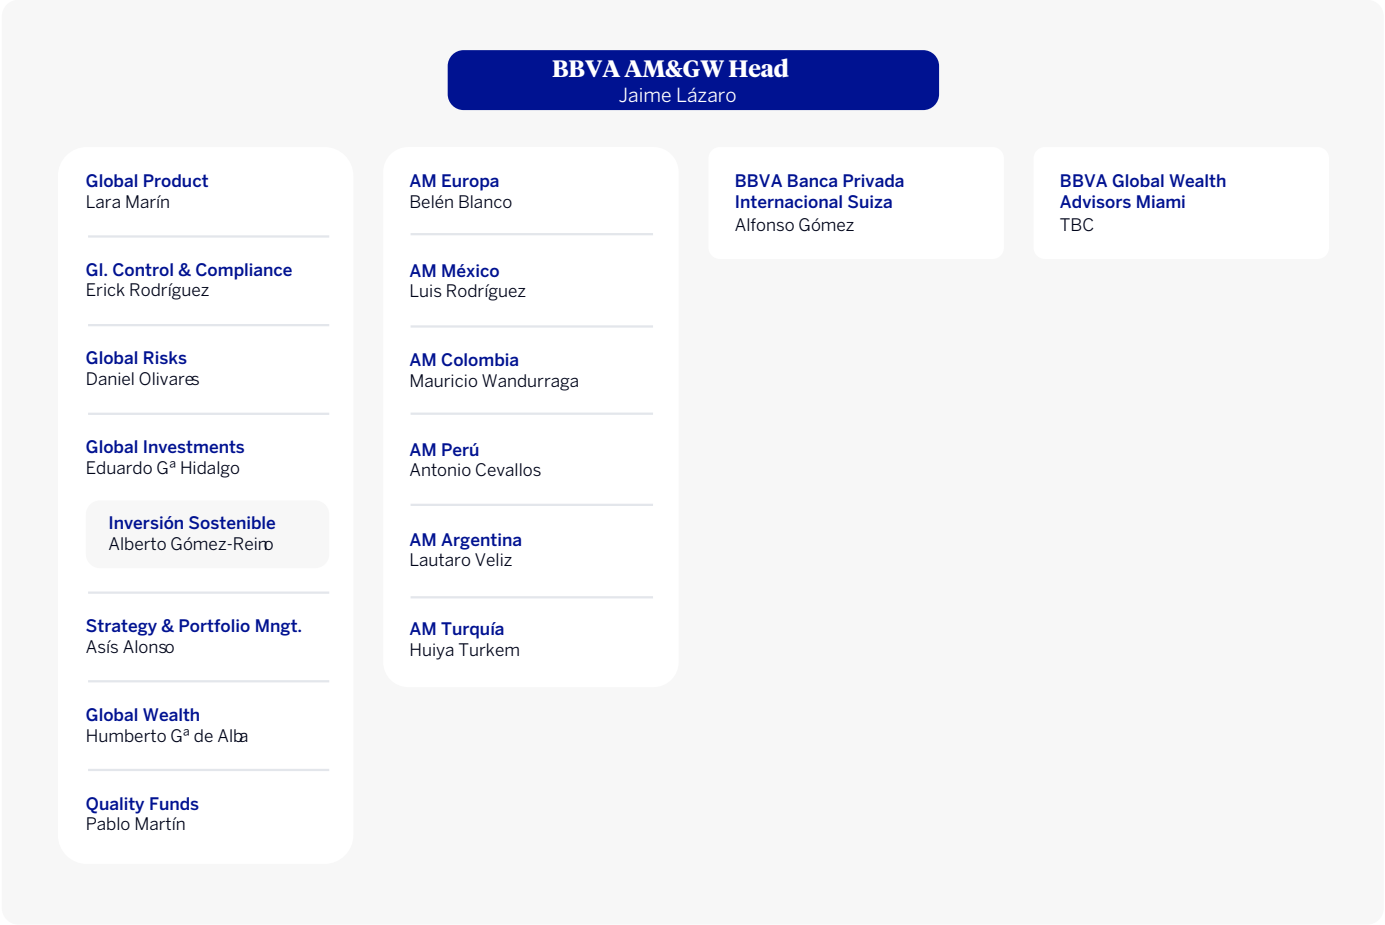 BBVA AM&GW Head
Jaime Lázaro
Global Product
Lara Marín
Gl. Control & Compliance
Erick Rodríguez
Global Risks
Daniel Olivares
Global Investments
Eduardo Gª Hidalgo
Inversión Sostenible
Alberto Gómez-Reino
Strategy & Portfolio Mngt.
Asís Alonso
Global Wealth
Humberto Gª de Alba
Quality Funds
Pablo Martín
AM Europa
Belén Blanco
AM México
Luis Rodríguez
AM Colombia
Mauricio Wandurraga
AM Perú
Antonio Cevallos
AM Argentina
Lautaro Veliz
AM Turquía
Huiya Turkem
BBVA Banca Privada
Internacional Suiza
Alfonso Gómez
BBVA Global Wealth
Advisors Miami
TBC